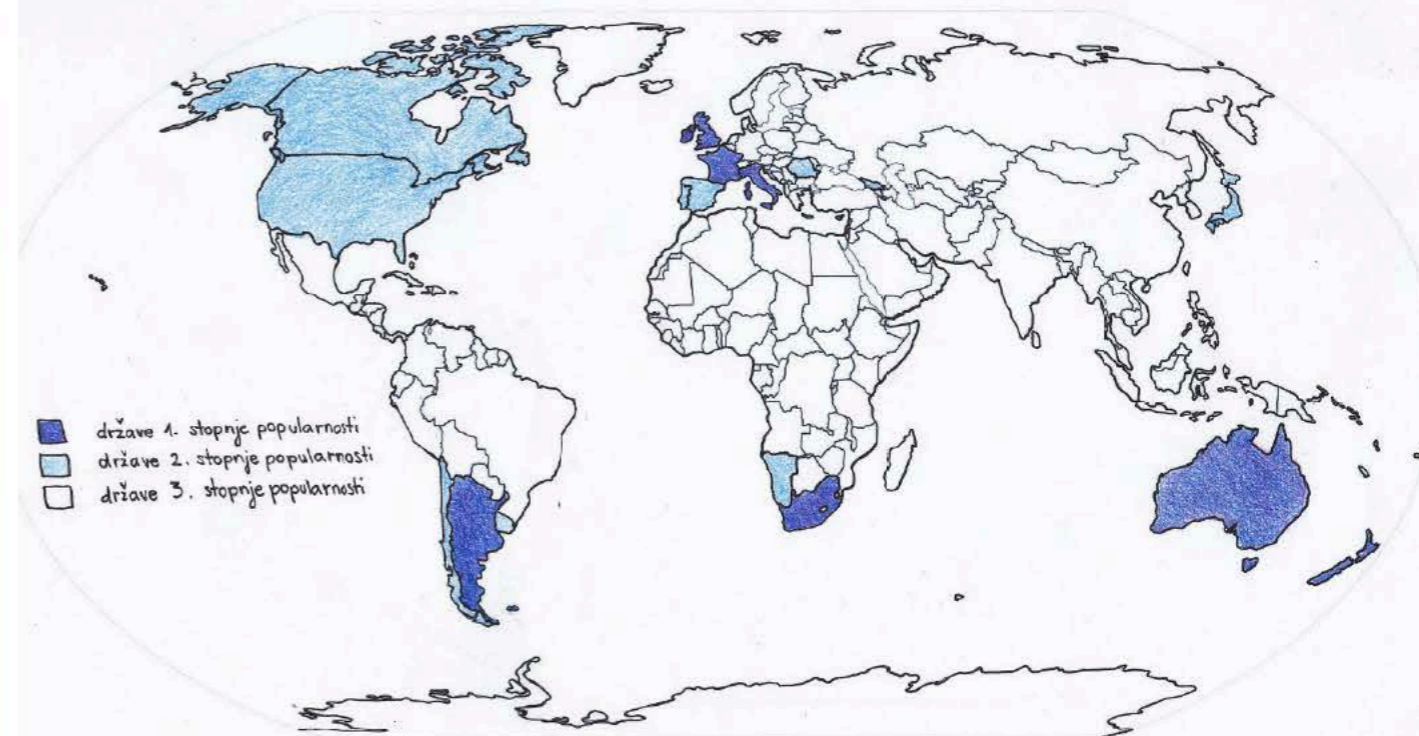 države 1. stopnje popularnosti
države 2. stopnje popularnosti
države 3. stopnje popularnosti